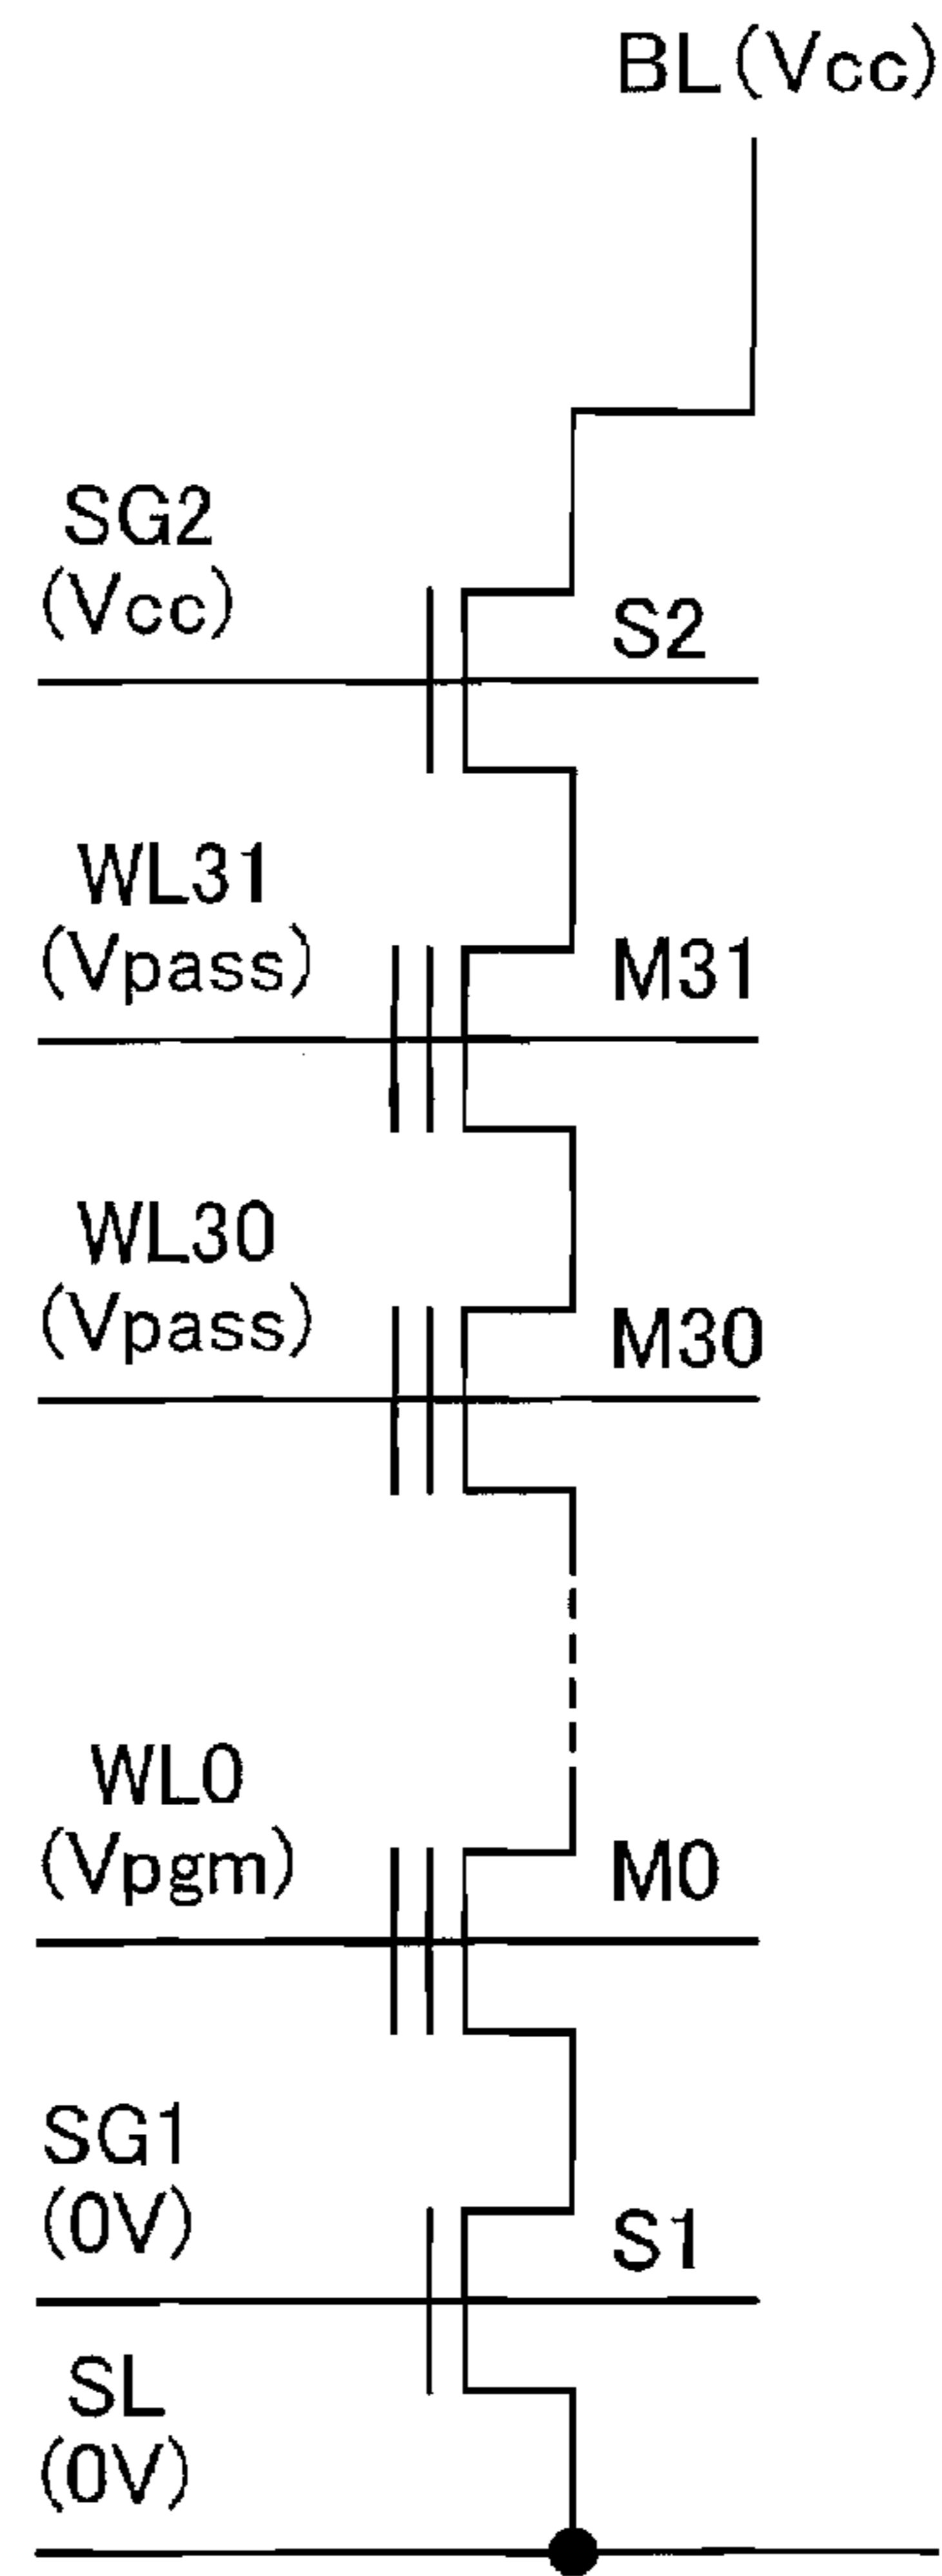 BL(Vcc)
SG2
(Vcc)
S2
WL31
(Vpass)
M31
WL30
(Vpass)
M30
WL0
(Vpgm)
M0
SG1
(0V)
S1
SL
(0V)